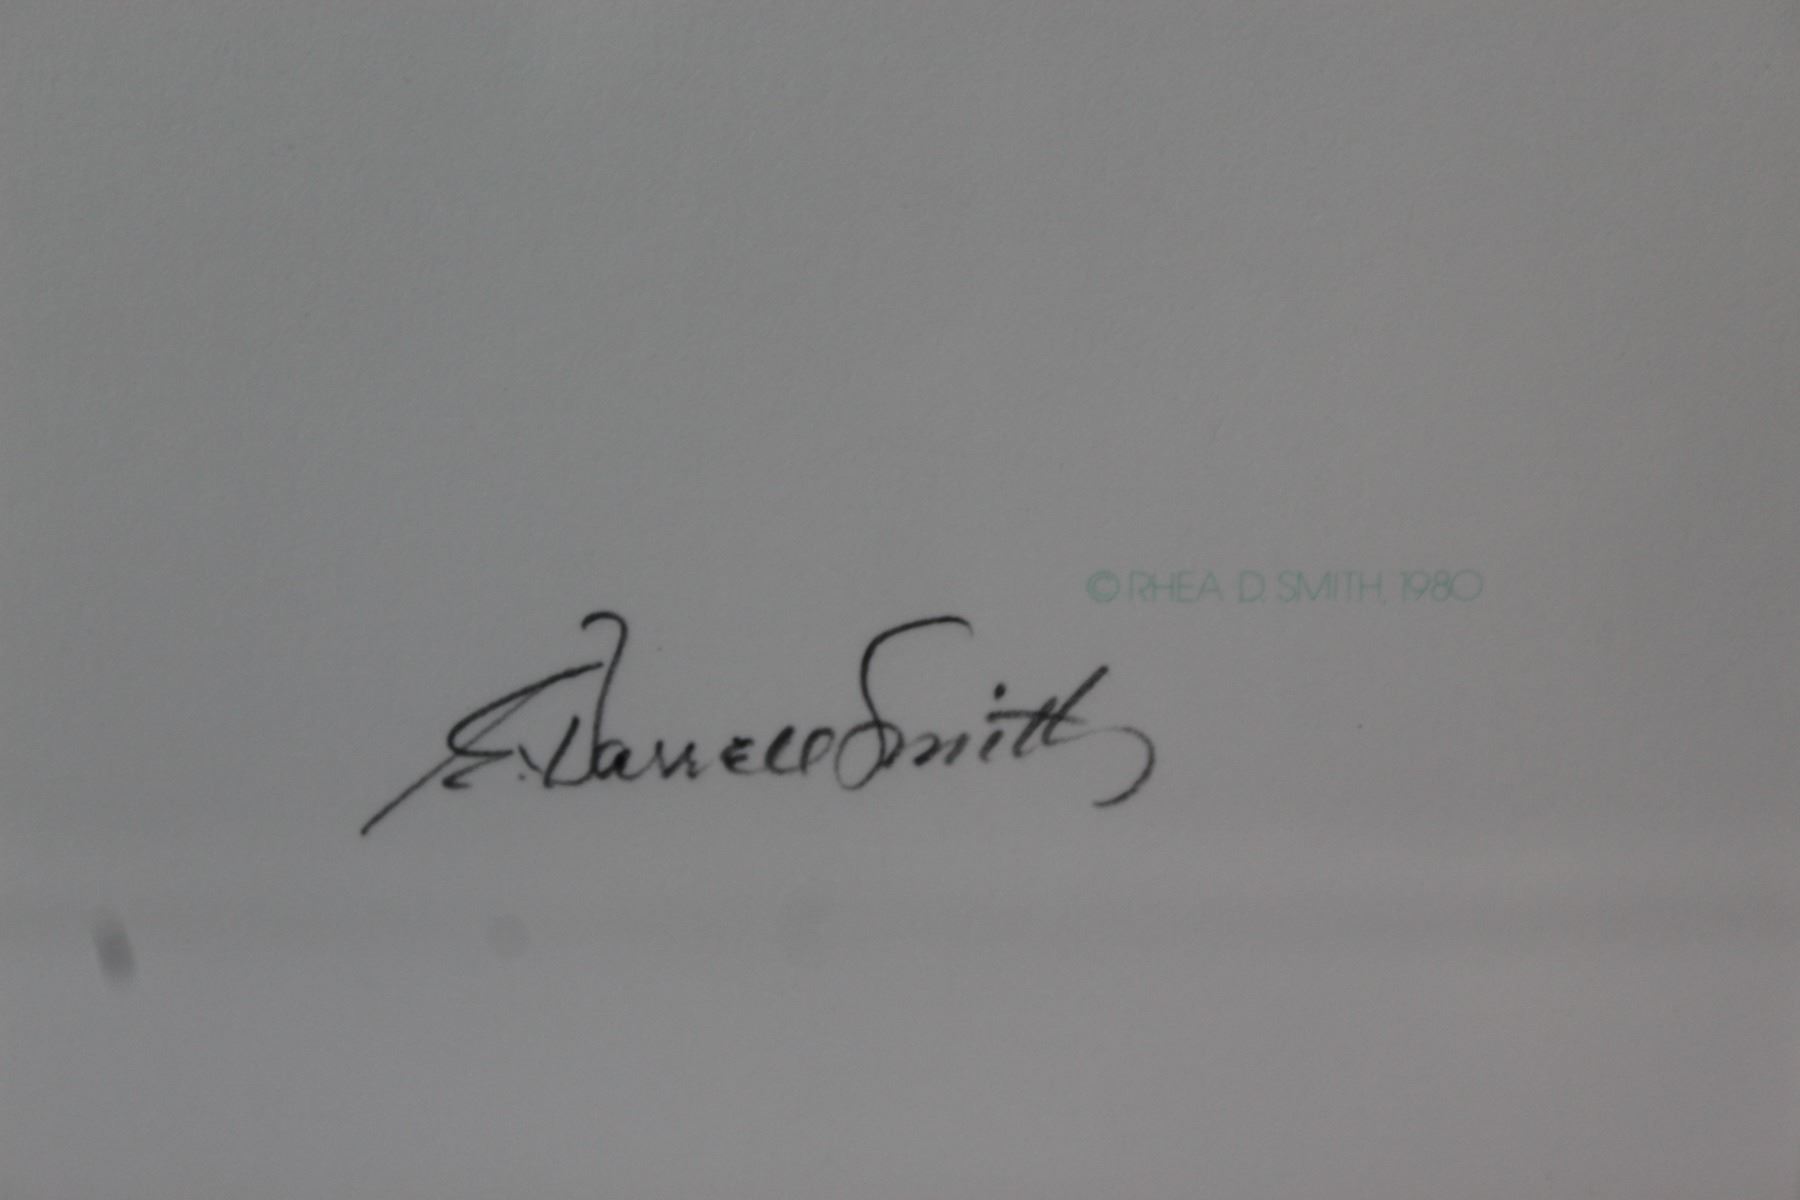 © RHEA D. SMITH, 1980
E. Darrell Smith